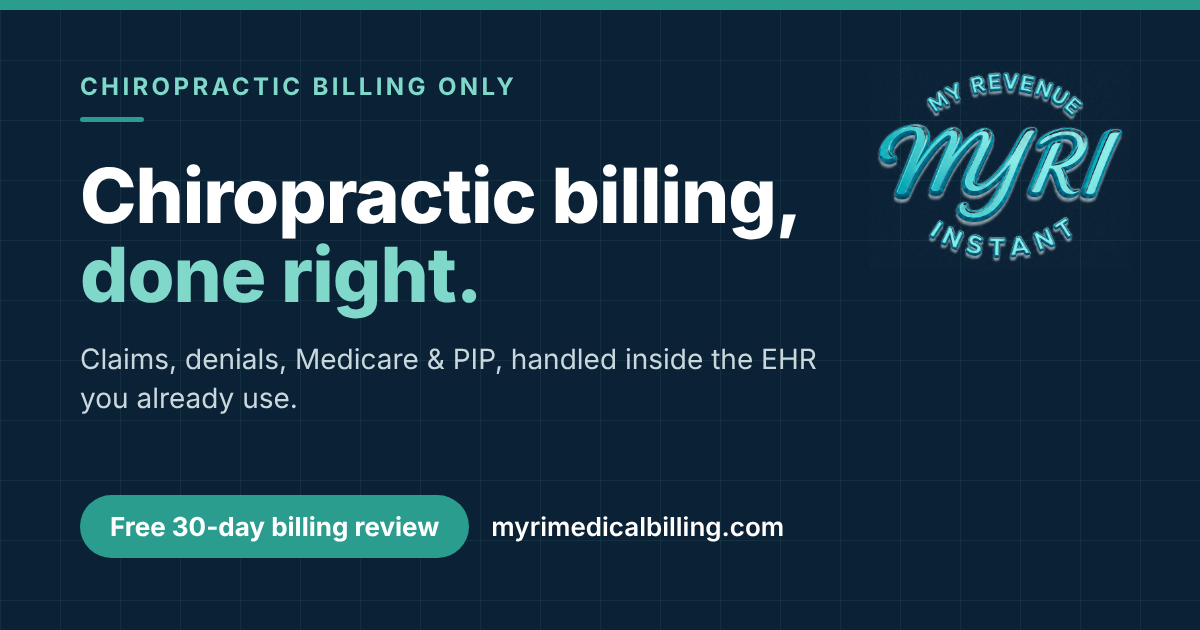 CHIROPRACTIC BILLING ONLY
Chiropractic billing,
done right.
Claims, denials, Medicare & PIP, handled inside the EHR
you already use.
Free 30-day billing review
myrimedicalbilling.com
MY REVENUE
MYRI
INSTANT